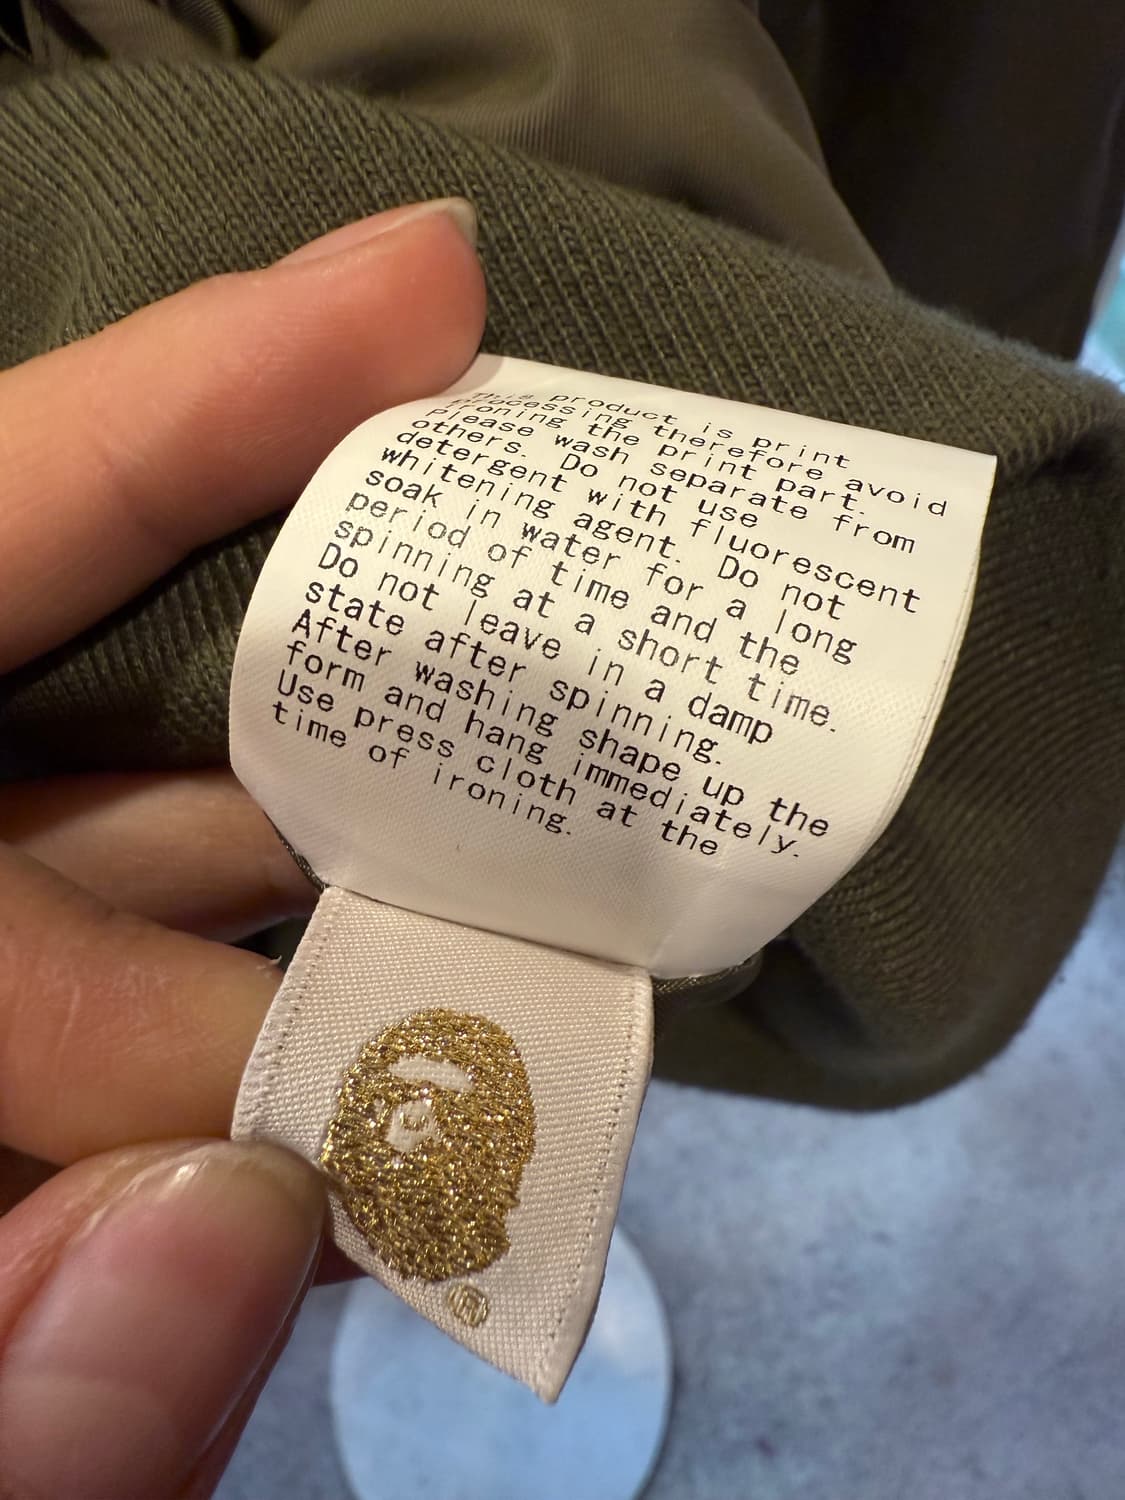 This product is print
processing therefore avoid
ironing the print part.
Please wash separate from
others. Do not use
detergent with fluorescent
whitening agent. Do not
soak in water for a long
period of time and the
spinning at a short time.
Do not leave in a damp
state after spinning.
After washing shape up the
form and hang immediately.
Use press cloth at the
time of ironing.
®